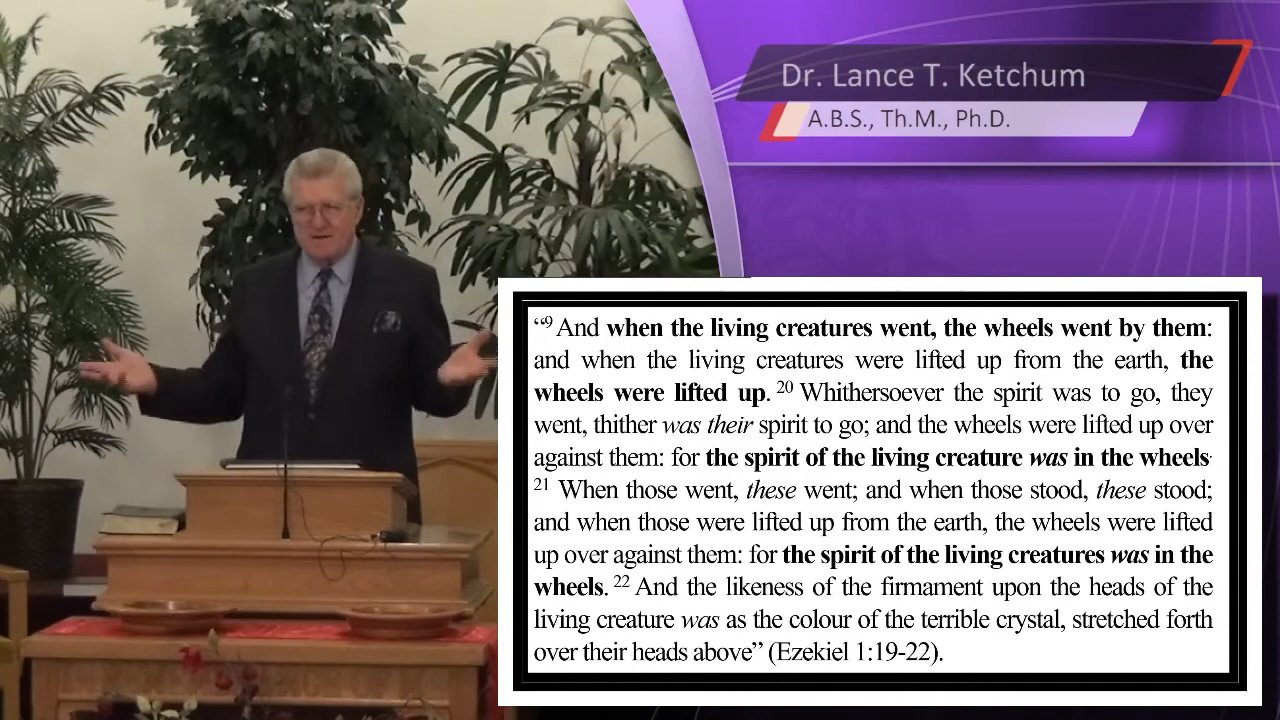 Dr. Lance T. Ketchum
A.B.S., Th.M., Ph.D.
“9 And when the living creatures went, the wheels went by them:
and when the living creatures were lifted up from the earth, the
wheels were lifted up. 20 Whithersoever the spirit was to go, they
went, thither was their spirit to go; and the wheels were lifted up over
against them: for the spirit of the living creature was in the wheels.
21 When those went, these went; and when those stood, these stood;
and when those were lifted up from the earth, the wheels were lifted
up over against them: for the spirit of the living creatures was in the
wheels. 22 And the likeness of the firmament upon the heads of the
living creature was as the colour of the terrible crystal, stretched forth
over their heads above” (Ezekiel 1:19-22).